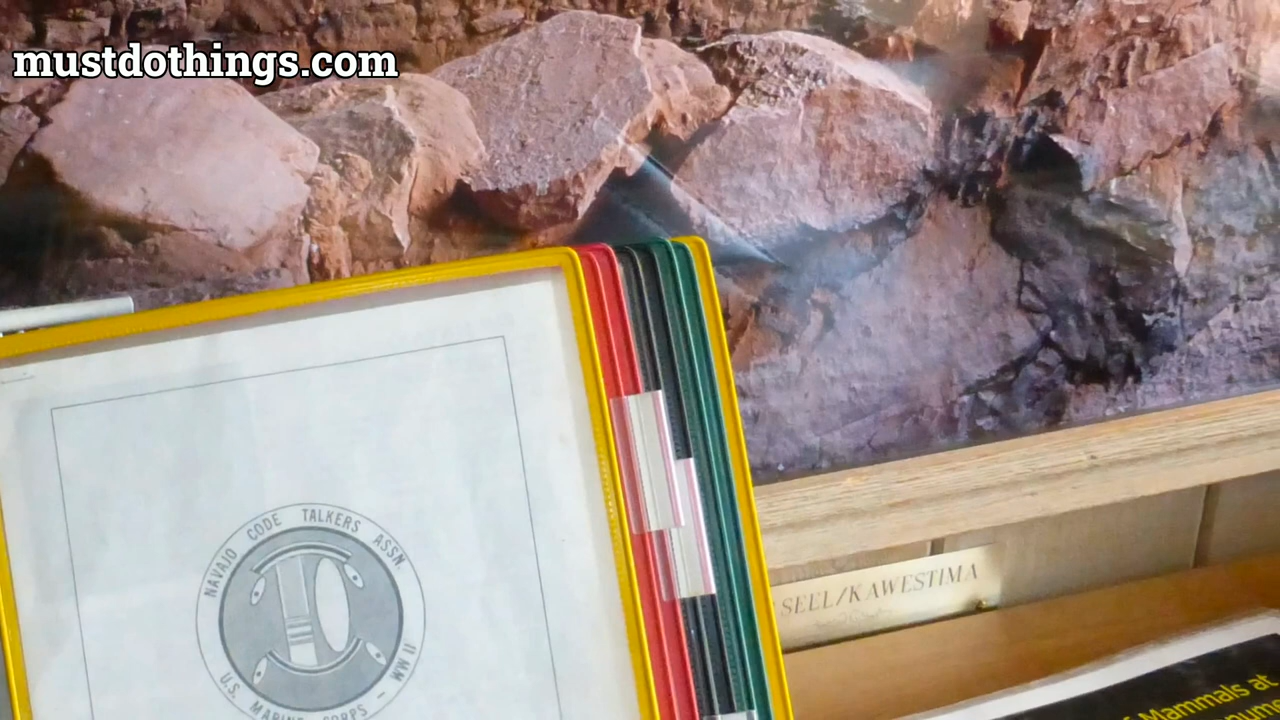 mustdothings.com
NAVAJO CODE TALKERS ASSN.
U.S. MARINE CORPS - WW II
SEEL/KAWESTIMA
Mammals at